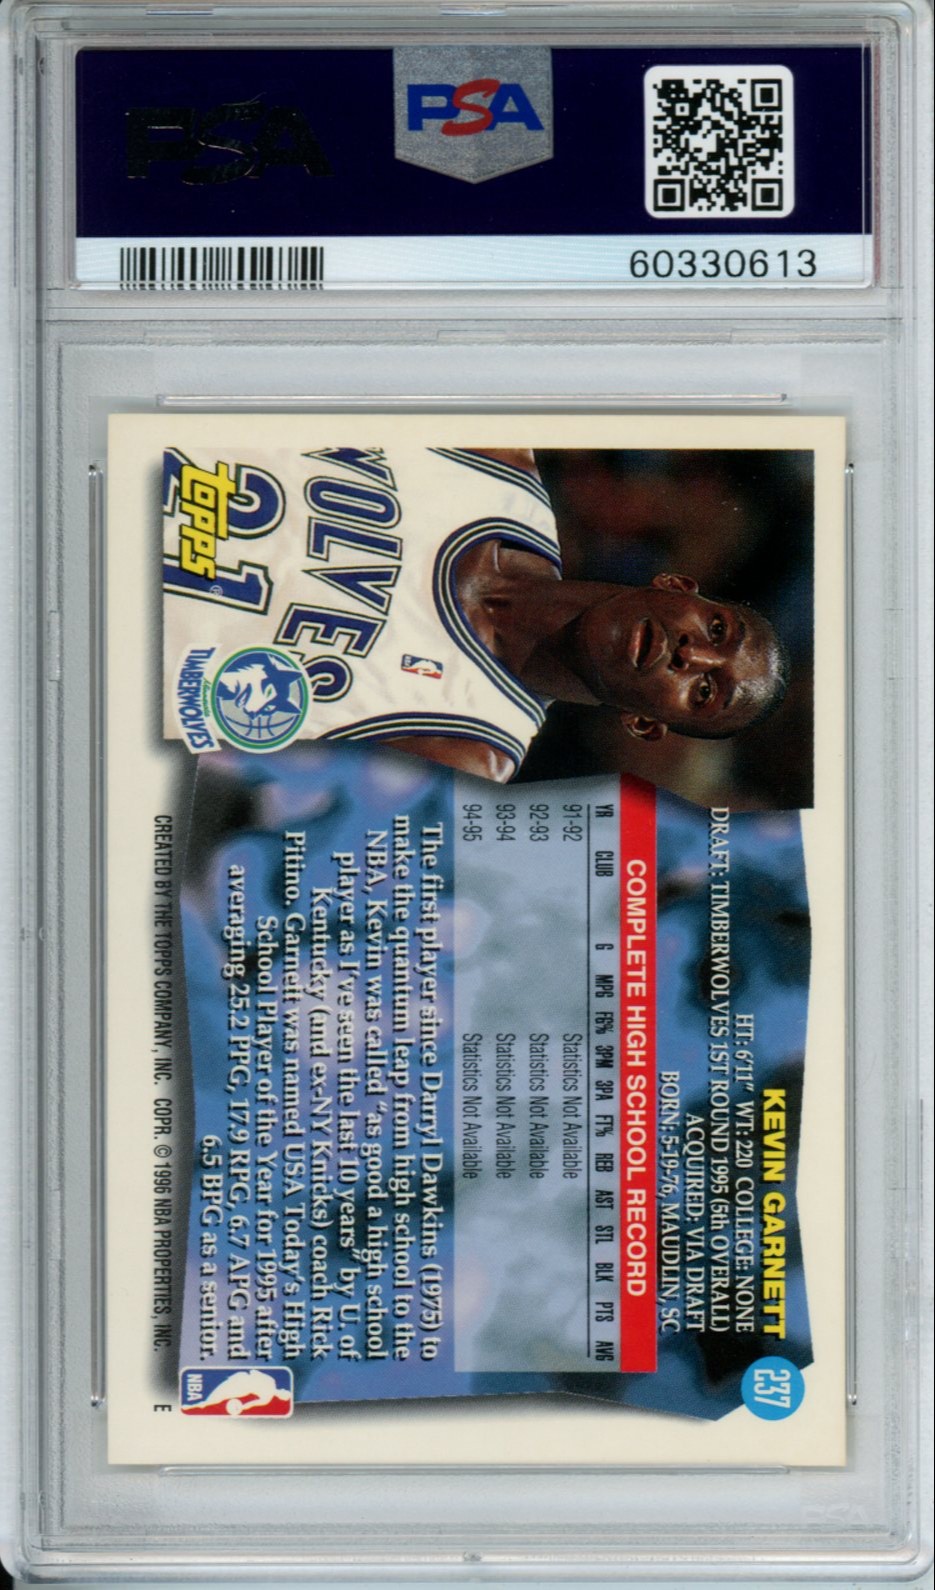 PSA
PSA
60330613
237
KEVIN GARNETT
HT: 6'11" WT: 220 COLLEGE: NONE
DRAFT: TIMBERWOLVES 1ST ROUND 1995 (5th OVERALL)
ACQUIRED: VIA DRAFT
BORN: 5-19-76, MAUDLIN, SC
COMPLETE HIGH SCHOOL RECORD
YR CLUB G MPG FG% 3PM 3PA FT% REB AST STL BLK PTS AVG
91-92 Statistics Not Available
92-93 Statistics Not Available
93-94 Statistics Not Available
94-95 Statistics Not Available
The first player since Darryl Dawkins (1975) to
make the quantum leap from high school to the
NBA, Kevin was called "as good a high school
player as I've seen the last 10 years" by U. of
Kentucky (and ex-NY Knicks) coach Rick
Pitino. Garnett was named USA Today's High
School Player of the Year for 1995 after
averaging 25.2 PPG, 17.9 RPG, 6.7 APG and
6.5 BPG as a senior.
WOLVES
21
topps®
TIMBERWOLVES
NBA
CREATED BY THE TOPPS COMPANY, INC. COPR. © 1996 NBA PROPERTIES, INC. E
PSA